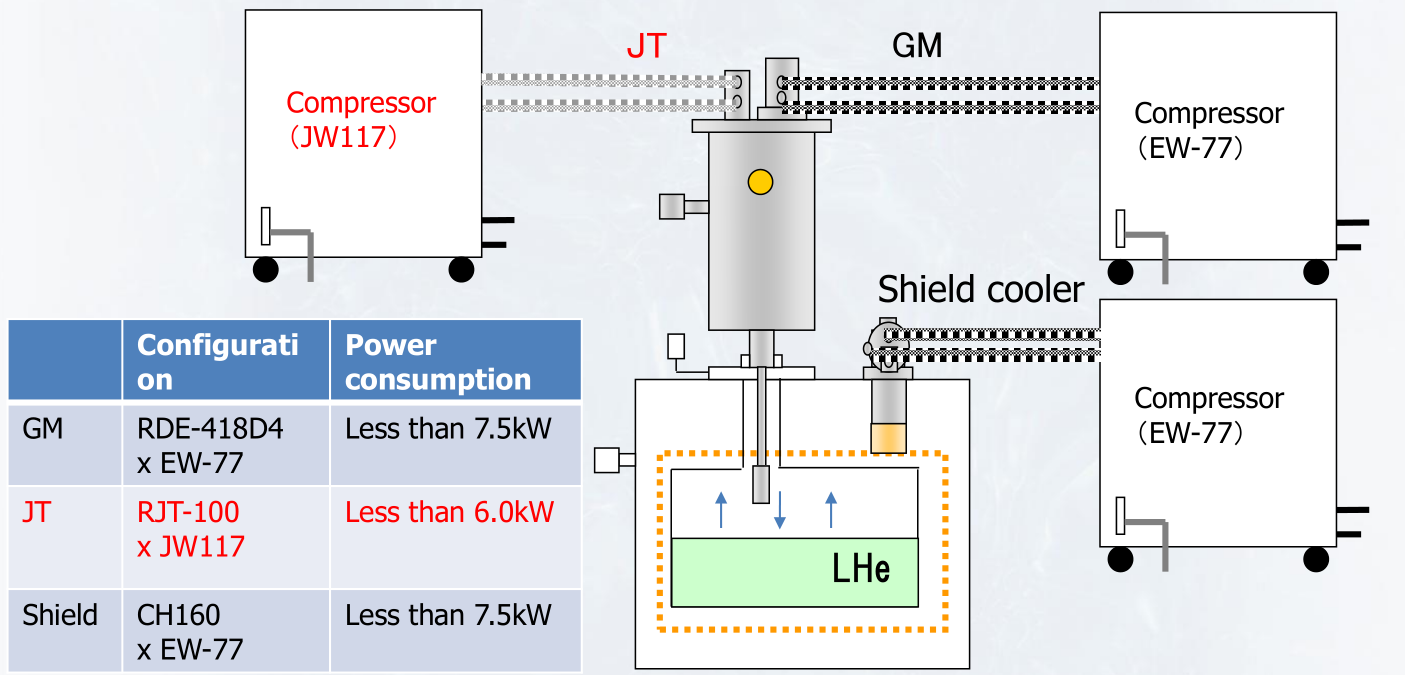 JT
GM
Compressor
（JW117）
Compressor
（EW-77）
Shield cooler
Compressor
（EW-77）
LHe
Configurati
on
Power
consumption
GM
RDE-418D4
x EW-77
Less than 7.5kW
JT
RJT-100
x JW117
Less than 6.0kW
Shield
CH160
x EW-77
Less than 7.5kW